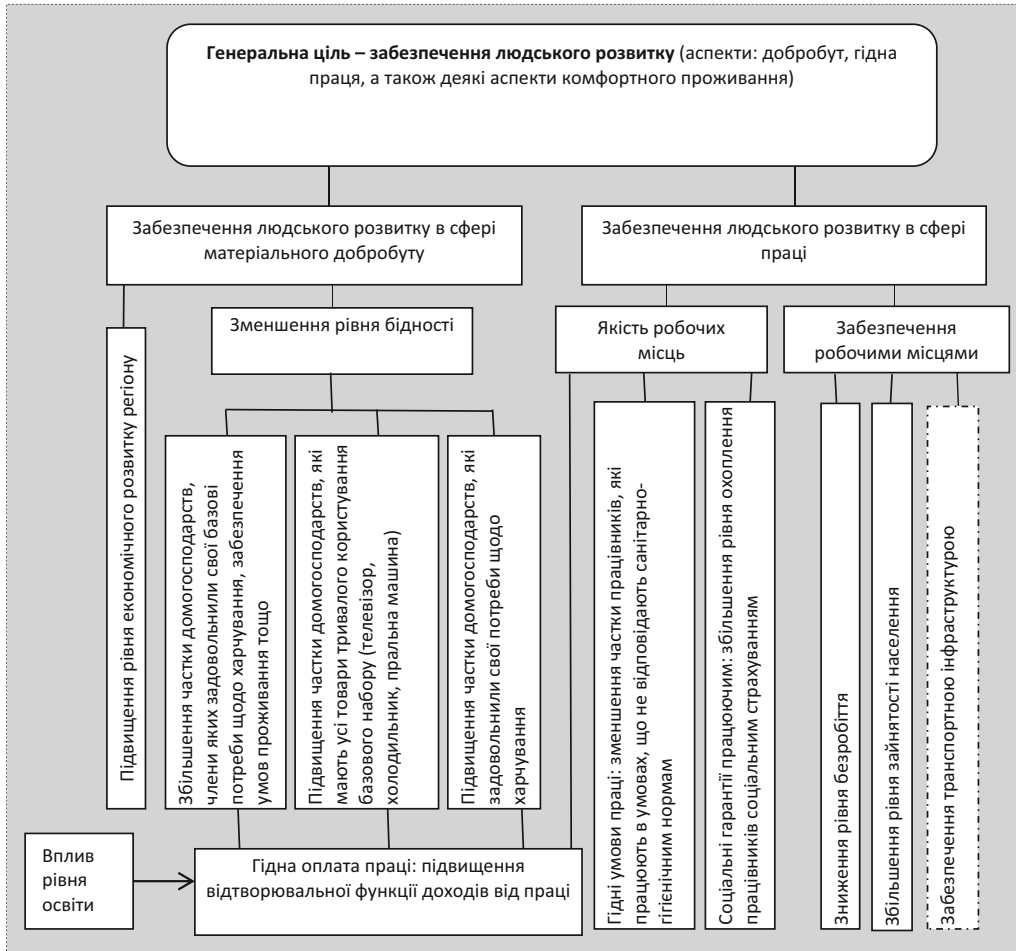 Генеральна ціль – забезпечення людського розвитку (аспекти: добробут, гідна
праця, а також деякі аспекти комфортного проживання)
Забезпечення людського розвитку в сфері
матеріального добробуту
Забезпечення людського розвитку в сфері
праці
Підвищення рівня економічного розвитку регіону
Зменшення рівня бідності
Якість робочих
місць
Забезпечення
робочими місцями
Збільшення частки домогосподарств,
члени яких задовольнили свої базові
потреби щодо харчування, забезпечення
умов проживання тощо
Підвищення частки домогосподарств, які
мають усі товари тривалого користування
базового набору (телевізор,
холодильник, пральна машина)
Підвищення частки домогосподарств, які
задовольнили свої потреби щодо
харчування
Гідні умови праці: зменшення частки працівників, які
працюють в умовах, що не відповідають санітарно-
гігієнічним нормам
Соціальні гарантії працюючим: збільшення рівня охоплення
працівників соціальним страхуванням
Зниження рівня безробіття
Збільшення рівня зайнятості населення
Забезпечення транспортною інфраструктурою
Вплив
рівня
освіти
Гідна оплата праці: підвищення
відтворювальної функції доходів від праці